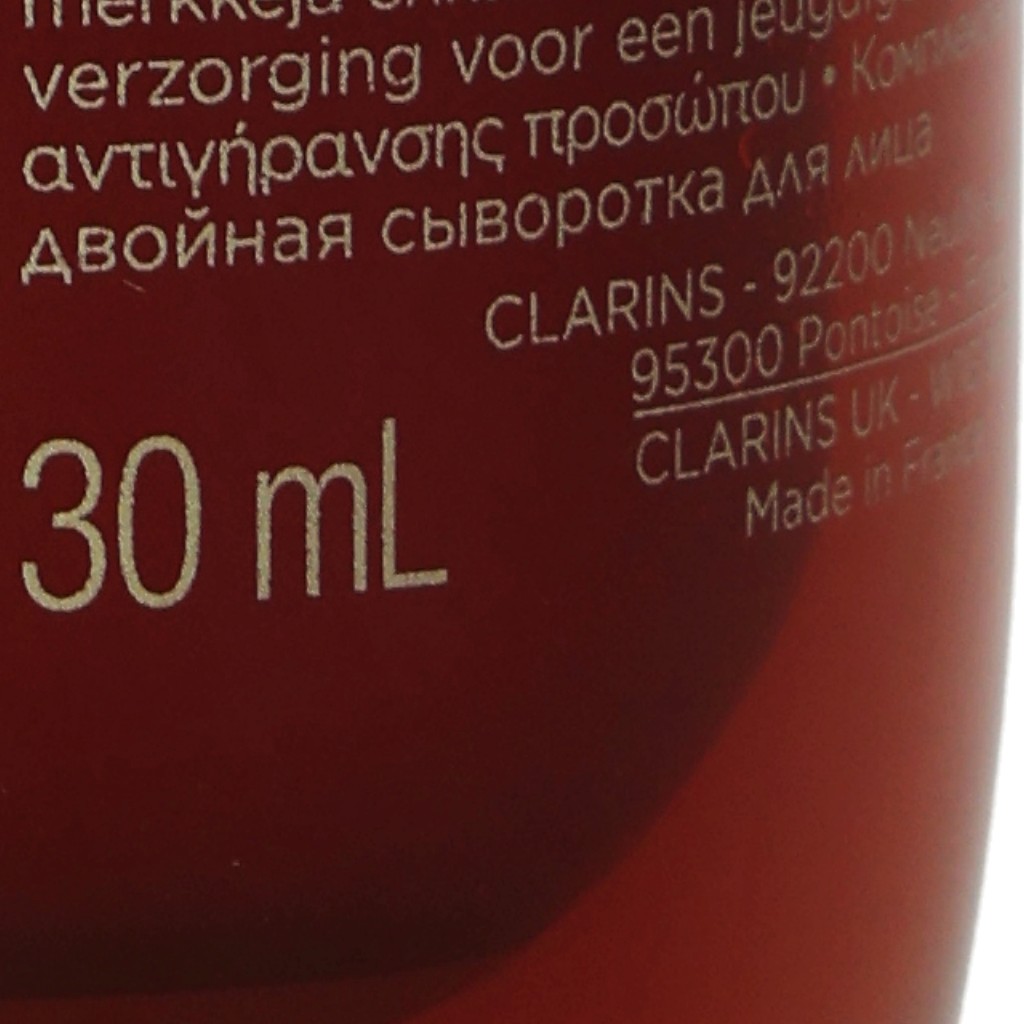 verzorging voor een
αντιγήρανσης προσώπου •
двойная сыворотка для лица
CLARINS - 92200
95300 Pontoise -
CLARINS UK -
Made in France
30 mL